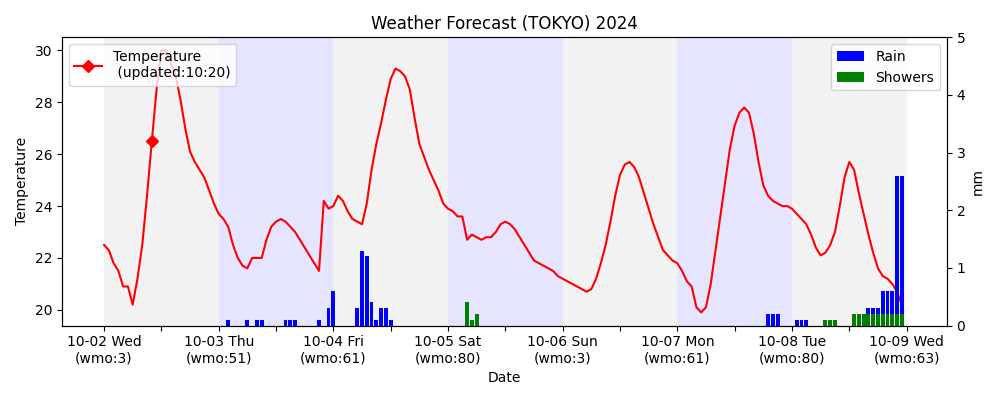 Weather Forecast (TOKYO) 2024
Temperature
(updated:10:20)
Rain
Showers
30
28
26
24
22
20
Temperature
5
4
3
2
1
0
mm
10-02 Wed 10-03 Thu 10-04 Fri 10-05 Sat 10-06 Sun 10-07 Mon 10-08 Tue 10-09 Wed
(wmo:3) (wmo:51) (wmo:61) (wmo:80) (wmo:3) (wmo:61) (wmo:80) (wmo:63)
Date